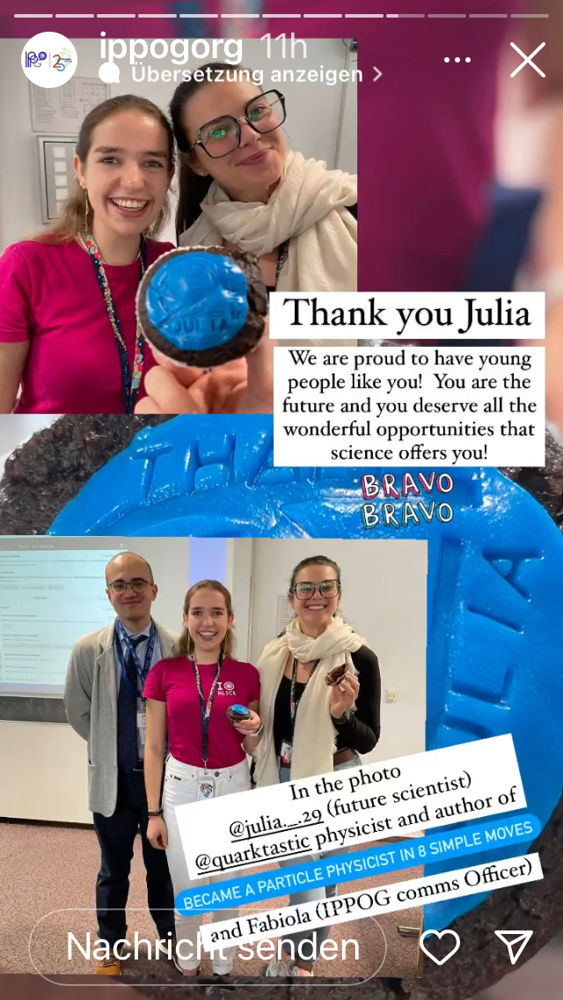 ippogorg 11h
Übersetzung anzeigen
JULIA
Thank you Julia
We are proud to have young
people like you! You are the
future and you deserve all the
wonderful opportunities that
science offers you!
BRAVO
BRAVO
JULIA
I
ALICE
In the photo
@julia._.29 (future scientist)
@quarktastic physicist and author of
BECAME A PARTICLE PHYSICIST IN 8 SIMPLE MOVES
and Fabiola (IPPOG comms Officer)
Nachricht senden